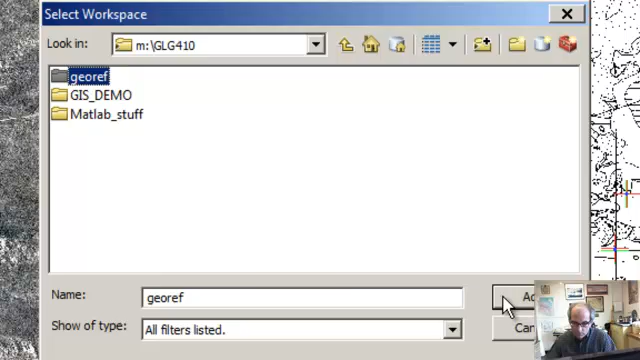 Select Workspace
Look in: m:\GLG410
georef
GIS_DEMO
Matlab_stuff
Name: georef
Show of type: All filters listed.